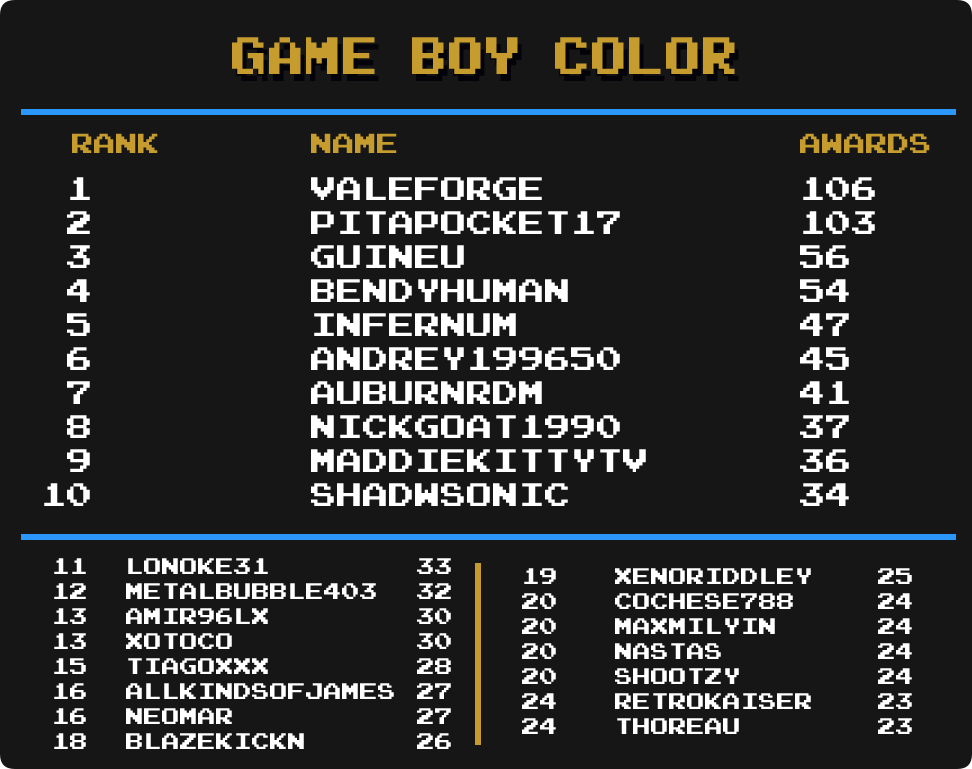 GAME BOY COLOR
RANK NAME AWARDS
1 VALEFORGE 106
2 PITAPOCKET17 103
3 GUINEU 56
4 BENDYHUMAN 54
5 INFERNUM 47
6 ANDREY199650 45
7 AUBURNRDM 41
8 NICKGOAT1990 37
9 MADDIEKITTYTV 36
10 SHADWSONIC 34
11 LONOKE31 33
12 METALBUBBLE403 32
13 AMIR96LX 30
13 XOTOCO 30
15 TIAGOXXX 28
16 ALLKINDSOFJAMES 27
16 NEOMAR 27
18 BLAZEKICKN 26
19 XENORIDDLEY 25
20 COCHESE788 24
20 MAXMILYIN 24
20 NASTAS 24
20 SHOOTZY 24
24 RETROKAISER 23
24 THOREAU 23